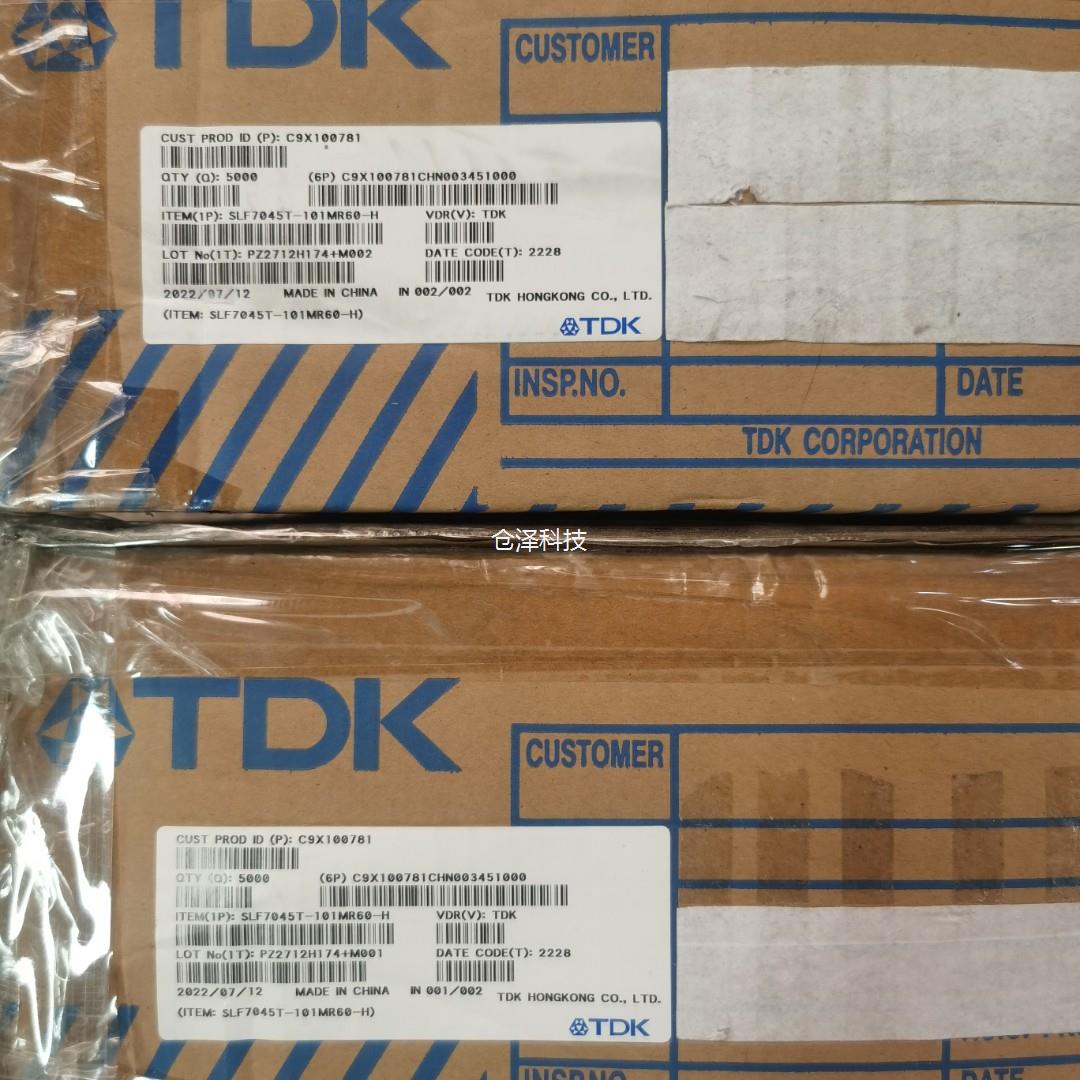 TDK
CUSTOMER
CUST PROD ID (P): C9X100781
QTY (Q): 5000 (6P) C9X100781CHN003451000
ITEM(1P): SLF7045T-101MR60-H VDR(V): TDK
LOT No(1T): PZ2712H174+M002 DATE CODE(T): 2228
2022/07/12 MADE IN CHINA IN 002/002 TDK HONGKONG CO., LTD.
(ITEM: SLF7045T-101MR60-H)
TDK
INSP.NO. DATE
TDK CORPORATION
仓泽科技
TDK
CUSTOMER
CUST PROD ID (P): C9X100781
QTY (Q): 5000 (6P) C9X100781CHN003451000
ITEM(1P): SLF7045T-101MR60-H VDR(V): TDK
LOT No(1T): PZ2712H174+M001 DATE CODE(T): 2228
2022/07/12 MADE IN CHINA IN 001/002 TDK HONGKONG CO., LTD.
(ITEM: SLF7045T-101MR60-H)
TDK
INSP.NO. DATE